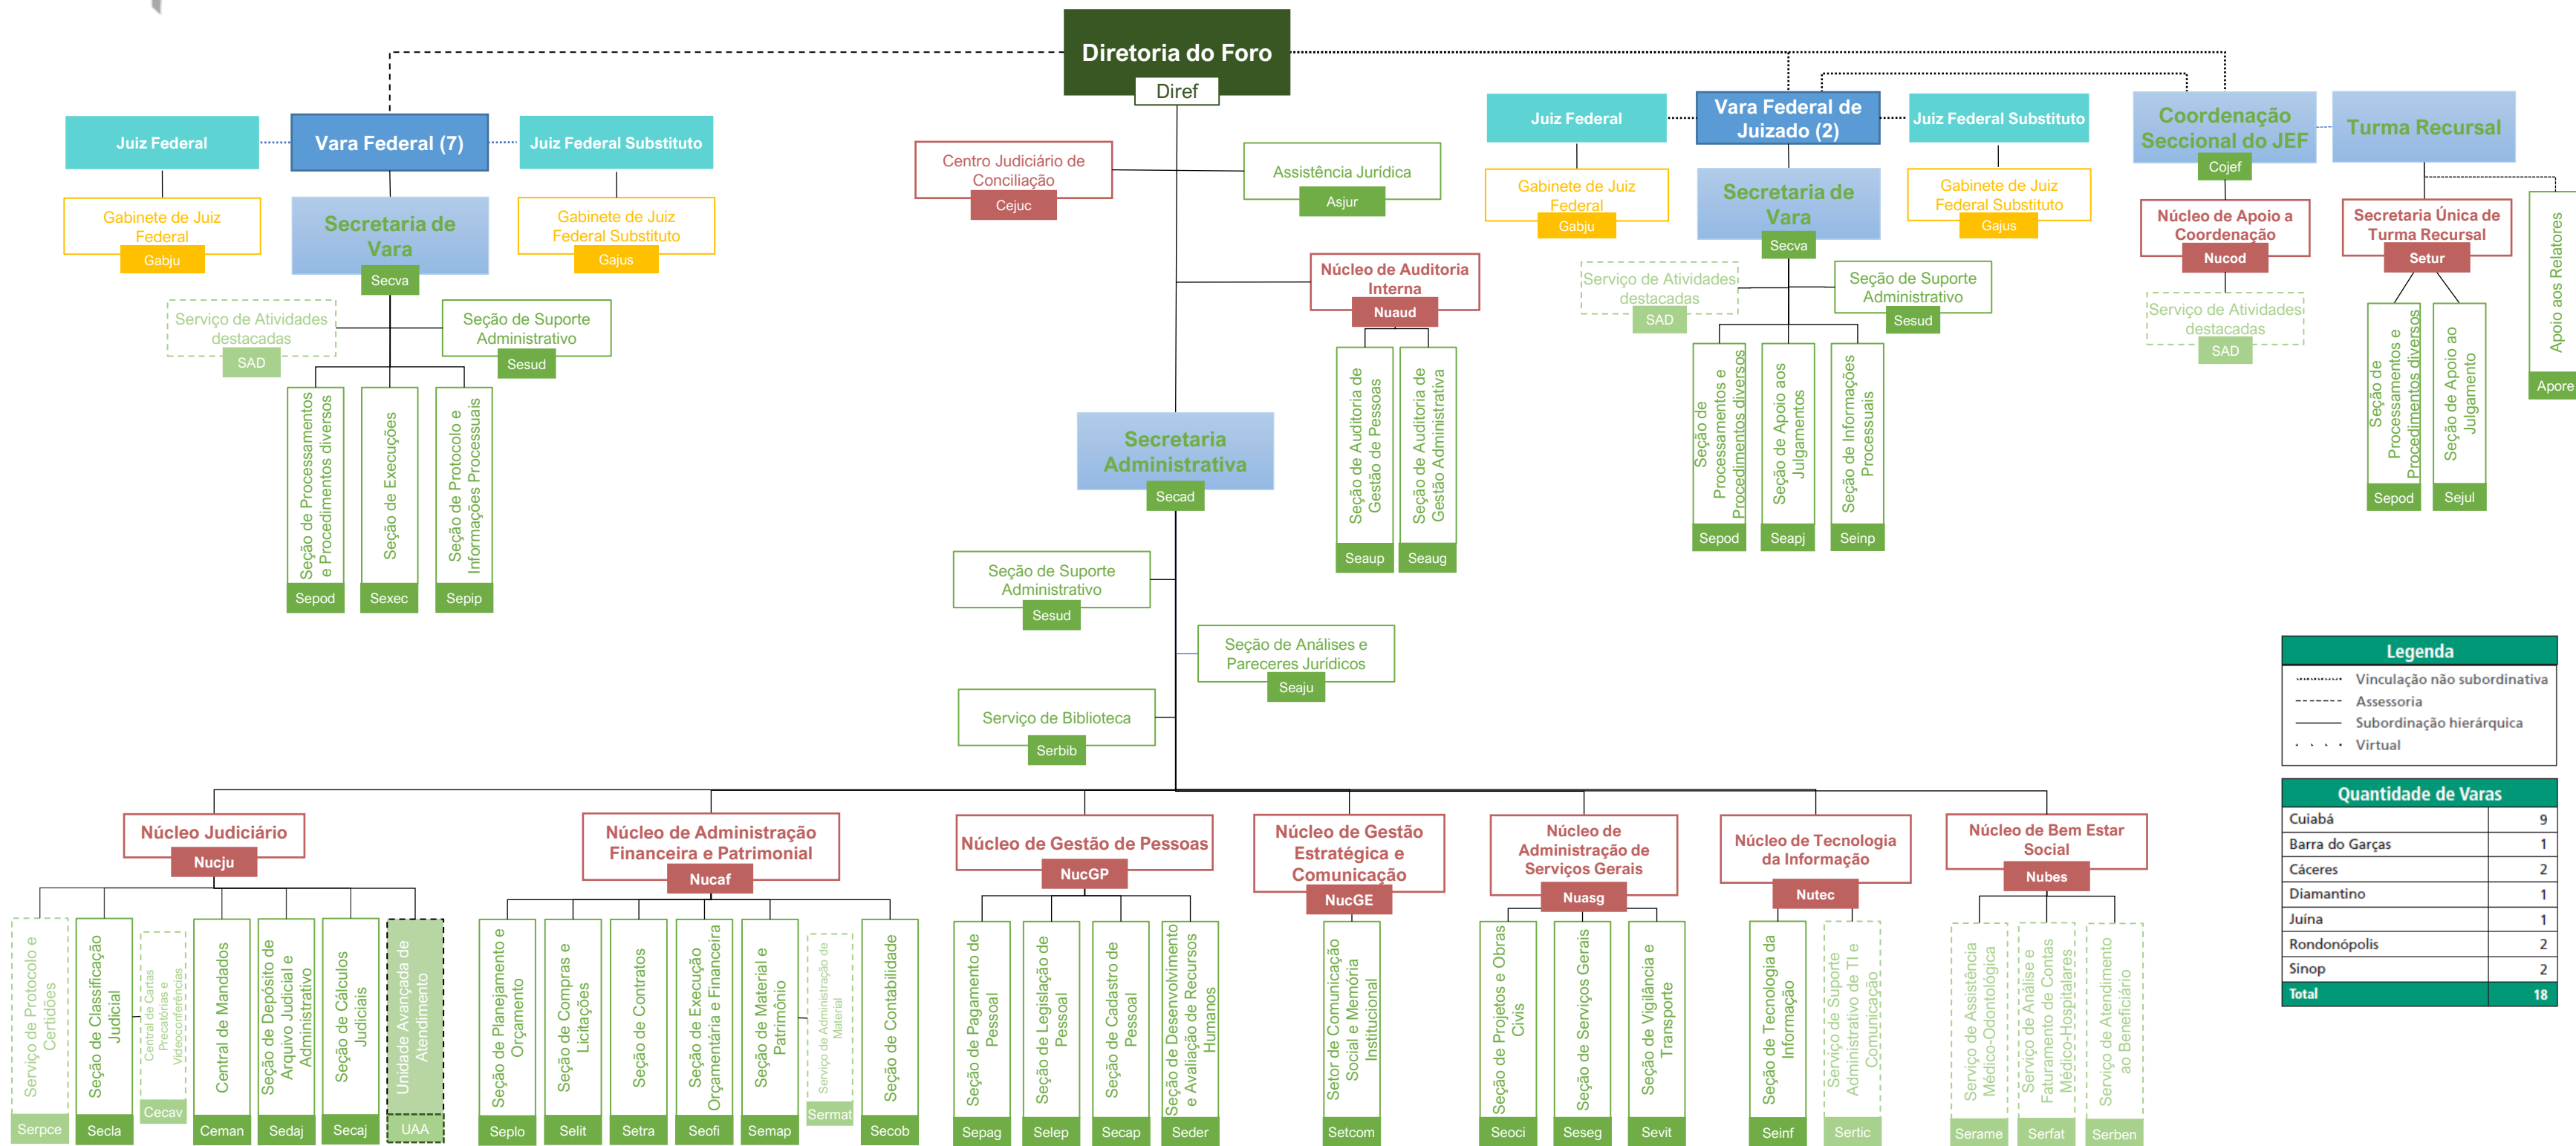 Diretoria do Foro
Diref
Juiz Federal
Vara Federal (7)
Juiz Federal Substituto
Gabinete de Juiz
Federal
Gabju
Secretaria de
Vara
Secva
Gabinete de Juiz
Federal Substituto
Gajus
Serviço de Atividades
destacadas
SAD
Seção de Suporte
Administrativo
Sesud
Seção de Processamentos
e Procedimentos diversos
Sepod
Seção de Execuções
Sexec
Seção de Protocolo e
Informações Processuais
Sepip
Centro Judiciário de
Conciliação
Cejuc
Assistência Jurídica
Asjur
Núcleo de Auditoria
Interna
Nuaud
Seção de Auditoria de
Gestão de Pessoas
Seaup
Seção de Auditoria de
Gestão Administrativa
Seaug
Secretaria
Administrativa
Secad
Seção de Suporte
Administrativo
Sesud
Seção de Análises e
Pareceres Jurídicos
Seaju
Serviço de Biblioteca
Serbib
Juiz Federal
Vara Federal de
Juizado (2)
Juiz Federal Substituto
Gabinete de Juiz
Federal
Gabju
Secretaria de
Vara
Secva
Gabinete de Juiz
Federal Substituto
Gajus
Serviço de Atividades
destacadas
SAD
Seção de Suporte
Administrativo
Sesud
Seção de
Processamentos e
Procedimentos diversos
Sepod
Seção de Apoio aos
Julgamentos
Seapj
Seção de Informações
Processuais
Seinp
Coordenação
Seccional do JEF
Cojef
Turma Recursal
Núcleo de Apoio a
Coordenação
Nucod
Serviço de Atividades
destacadas
SAD
Secretaria Única de
Turma Recursal
Setur
Seção de
Processamentos e
Procedimentos diversos
Sepod
Seção de Apoio ao
Julgamento
Sejul
Apoio aos Relatores
Apore
Legenda
Vinculação não subordinativa
Assessoria
Subordinação hierárquica
Virtual
Quantidade de Varas
Cuiabá 9
Barra do Garças 1
Cáceres 2
Diamantino 1
Juína 1
Rondonópolis 2
Sinop 2
Total 18
Núcleo Judiciário
Nucju
Serviço de Protocolo e
Certidões
Serpce
Seção de Classificação
Judicial
Secla
Central de Cartas
Precatórias e
Videoconferências
Cecav
Central de Mandados
Ceman
Seção de Depósito de
Arquivo Judicial e
Administrativo
Sedaj
Seção de Cálculos
Judiciais
Secaj
Unidade Avançada de
Atendimento
UAA
Núcleo de Administração
Financeira e Patrimonial
Nucaf
Seção de Planejamento e
Orçamento
Seplo
Seção de Compras e
Licitações
Selit
Seção de Contratos
Setra
Seção de Execução
Orçamentária e Financeira
Seofi
Seção de Material e
Patrimônio
Semap
Serviço de Administração de
Material
Sermat
Seção de Contabilidade
Secob
Núcleo de Gestão de Pessoas
NucGP
Seção de Pagamento de
Pessoal
Sepag
Seção de Legislação de
Pessoal
Selep
Seção de Cadastro de
Pessoal
Secap
Seção de Desenvolvimento
e Avaliação de Recursos
Humanos
Seder
Núcleo de Gestão
Estratégica e
Comunicação
NucGE
Setor de Comunicação
Social e Memória
Institucional
Setcom
Núcleo de
Administração de
Serviços Gerais
Nuasg
Seção de Projetos e Obras
Civis
Seoci
Seção de Serviços Gerais
Seseg
Seção de Vigilância e
Transporte
Sevit
Núcleo de Tecnologia
da Informação
Nutec
Seção de Tecnologia da
Informação
Seinf
Serviço de Suporte
Administrativo de TI e
Comunicação
Sertic
Núcleo de Bem Estar
Social
Nubes
Serviço de Assistência
Médico-Odontológica
Serame
Serviço de Análise e
Faturamento de Contas
Médico-Hospitalares
Serfat
Serviço de Atendimento
ao Beneficiário
Serben